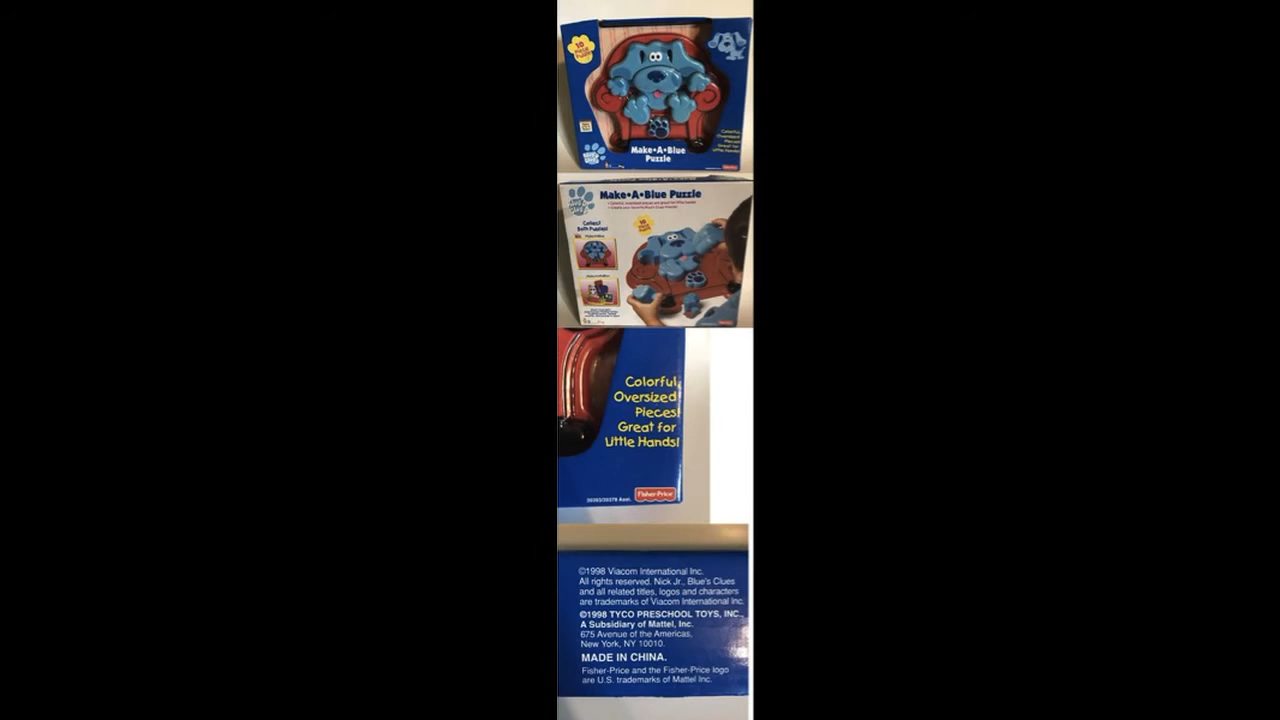 10
Make•A•Blue
Puzzle
Colorful,
Oversized
Pieces!
Great for
Little Hands!
Make•A•Blue Puzzle
Collect
Both Puzzles!
10
Colorful,
Oversized
Pieces!
Great for
Little Hands!
Fisher-Price
©1998 Viacom International Inc.
All rights reserved. Nick Jr., Blue's Clues
and all related titles, logos and characters
are trademarks of Viacom International Inc.
©1998 TYCO PRESCHOOL TOYS, INC.,
A Subsidiary of Mattel, Inc.
675 Avenue of the Americas,
New York, NY 10010.
MADE IN CHINA.
Fisher-Price and the Fisher-Price logo
are U.S. trademarks of Mattel Inc.